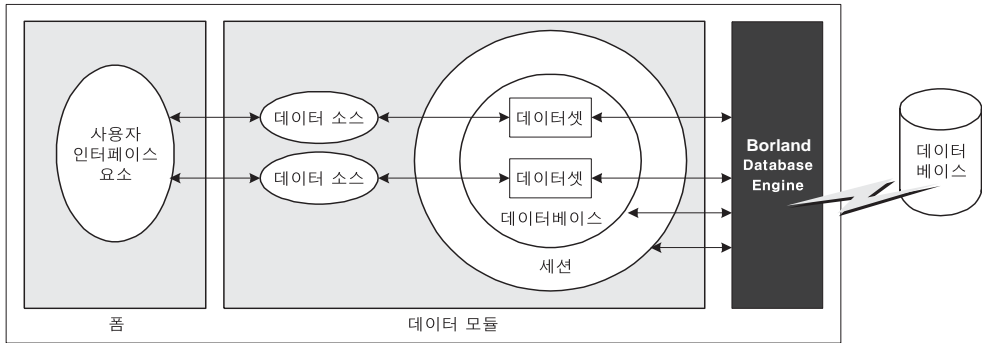 사용자
인터페이스
요소
데이터 소스
데이터 소스
데이터셋
데이터셋
데이터베이스
세션
Borland
Database
Engine
데이터
베이스
폼
데이터 모듈